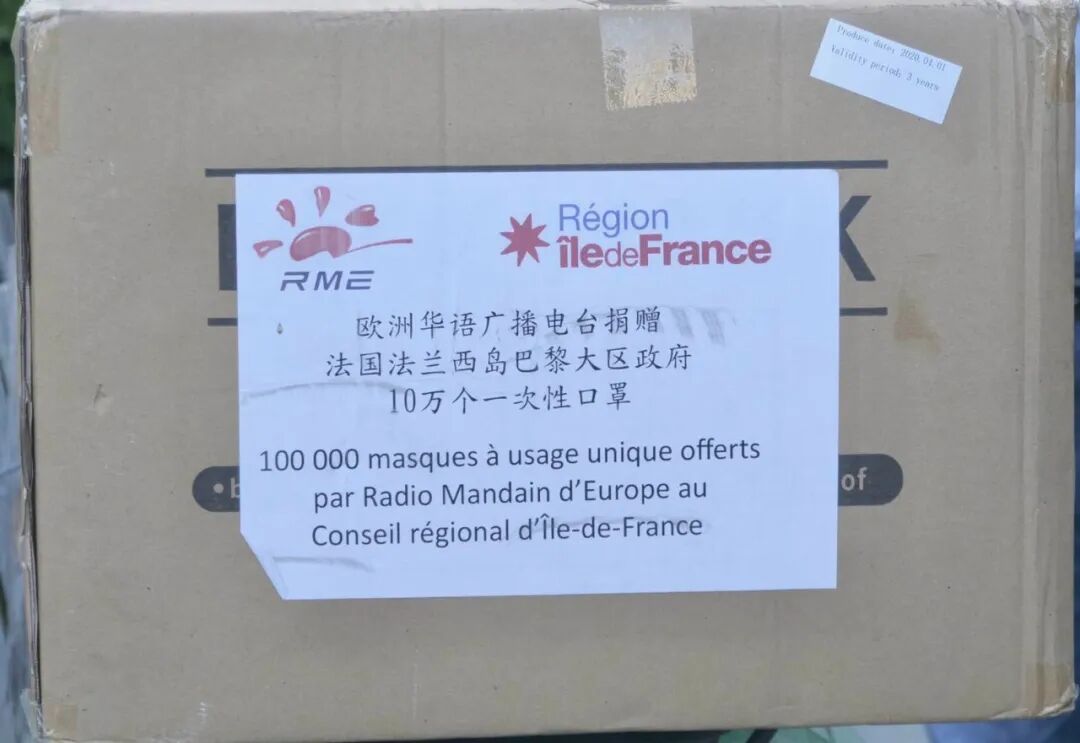 Produce date: 2020.04.01
Validity period: 3 years
RME
Région
îledeFrance
欧洲华语广播电台捐赠
法国法兰西岛巴黎大区政府
10万个一次性口罩
100 000 masques à usage unique offerts
par Radio Mandain d’Europe au
Conseil régional d’Île-de-France
of